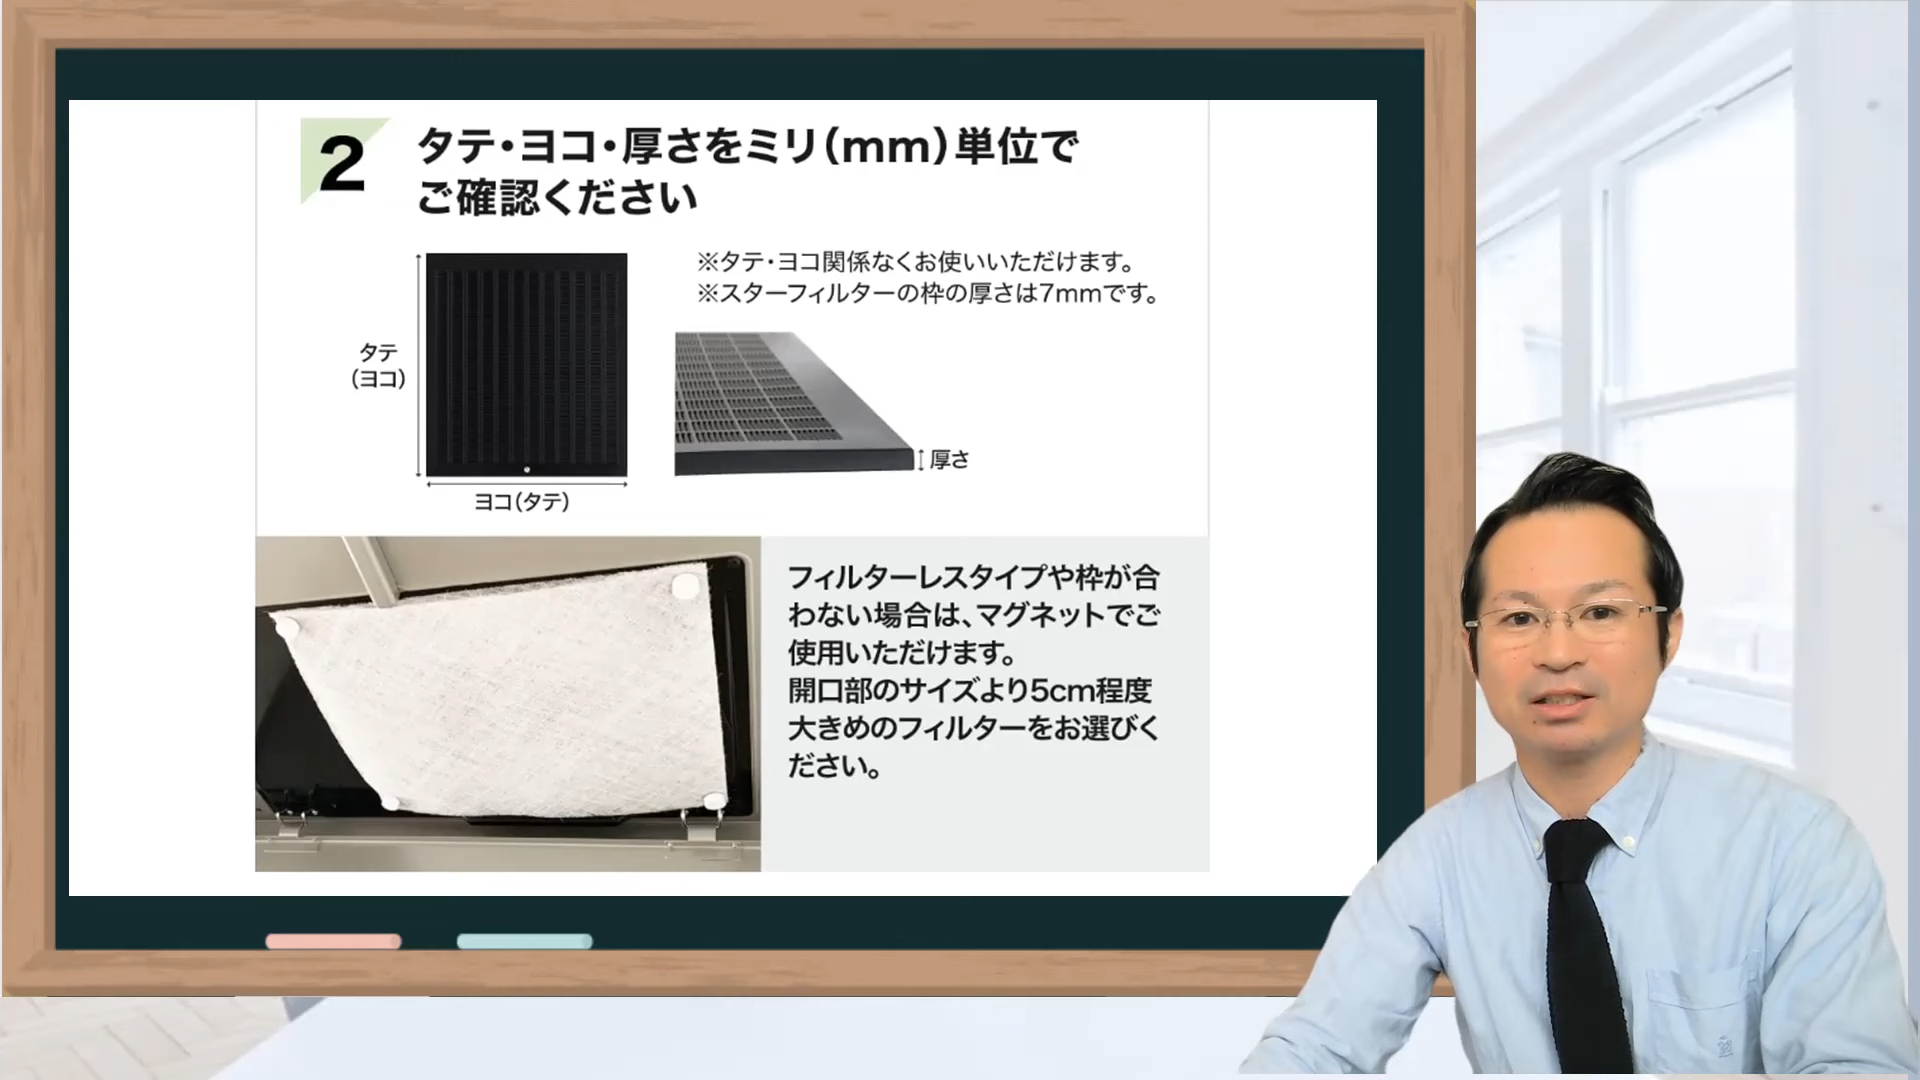 2
タテ・ヨコ・厚さをミリ(mm)単位で
ご確認ください
※タテ・ヨコ関係なくお使いいただけます。
※スターフィルターの枠の厚さは7mmです。
タテ
(ヨコ)
厚さ
ヨコ(タテ)
フィルターレスタイプや枠が合
わない場合は、マグネットでご
使用いただけます。
開口部のサイズより5cm程度
大きめのフィルターをお選びく
ださい。